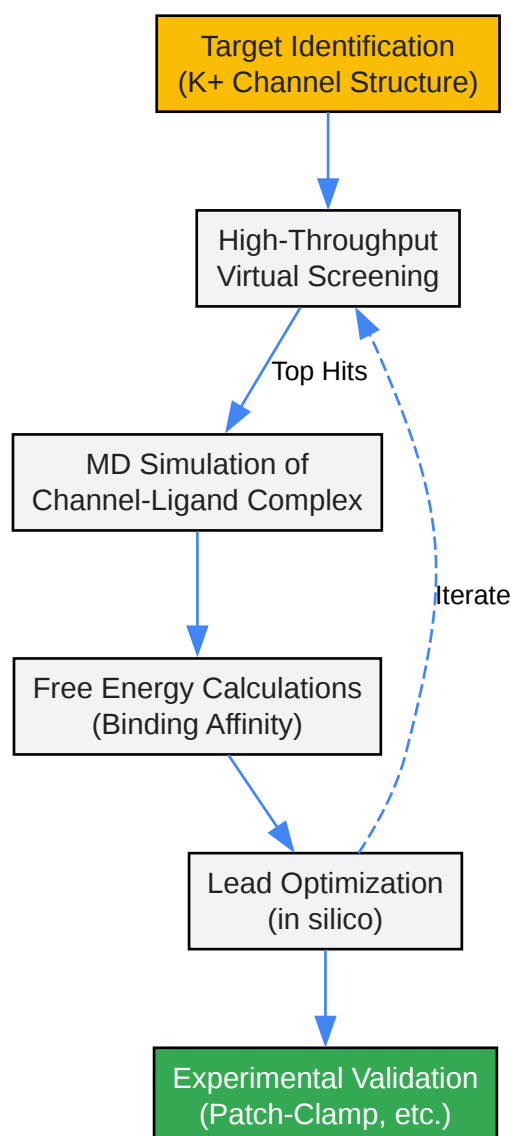 Target Identification
(K+ Channel Structure)
High-Throughput
Virtual Screening
Top Hits
MD Simulation of
Channel-Ligand Complex
Iterate
Free Energy Calculations
(Binding Affinity)
Lead Optimization
(in silico)
Experimental Validation
(Patch-Clamp, etc.)